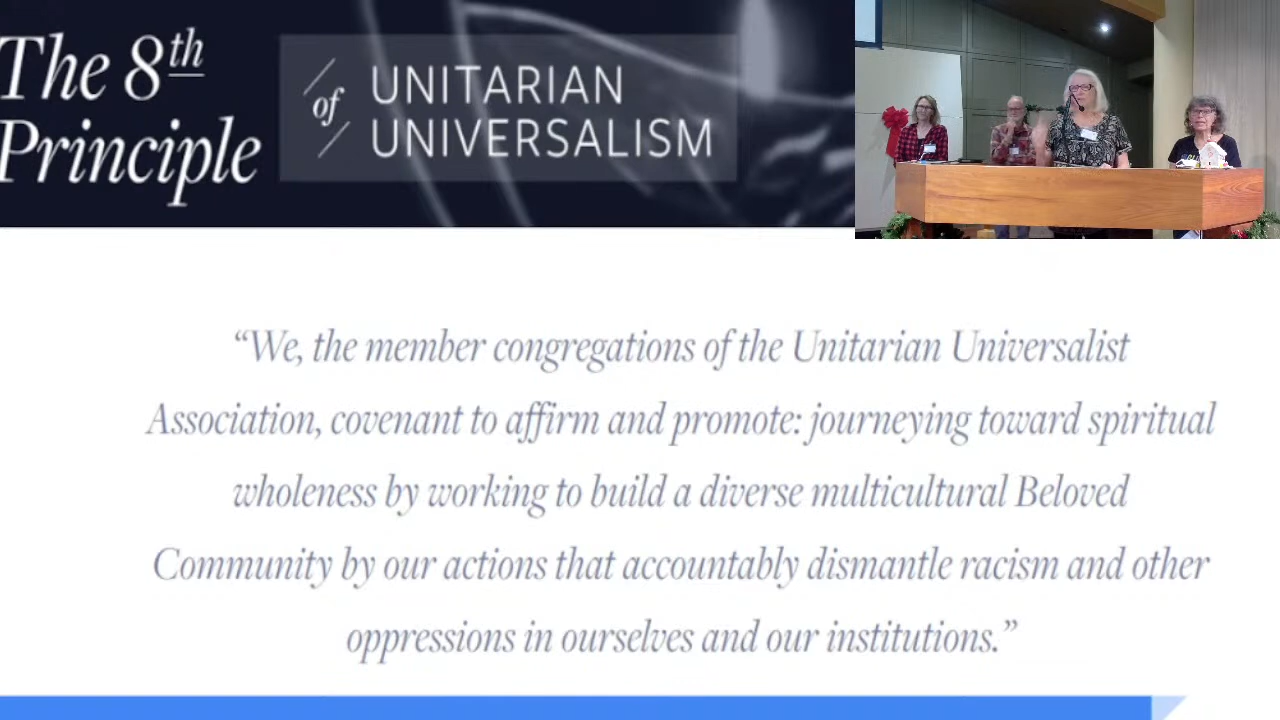 The 8th
Principle
of
UNITARIAN
UNIVERSALISM
“We, the member congregations of the Unitarian Universalist
Association, covenant to affirm and promote: journeying toward spiritual
wholeness by working to build a diverse multicultural Beloved
Community by our actions that accountably dismantle racism and other
oppressions in ourselves and our institutions.”